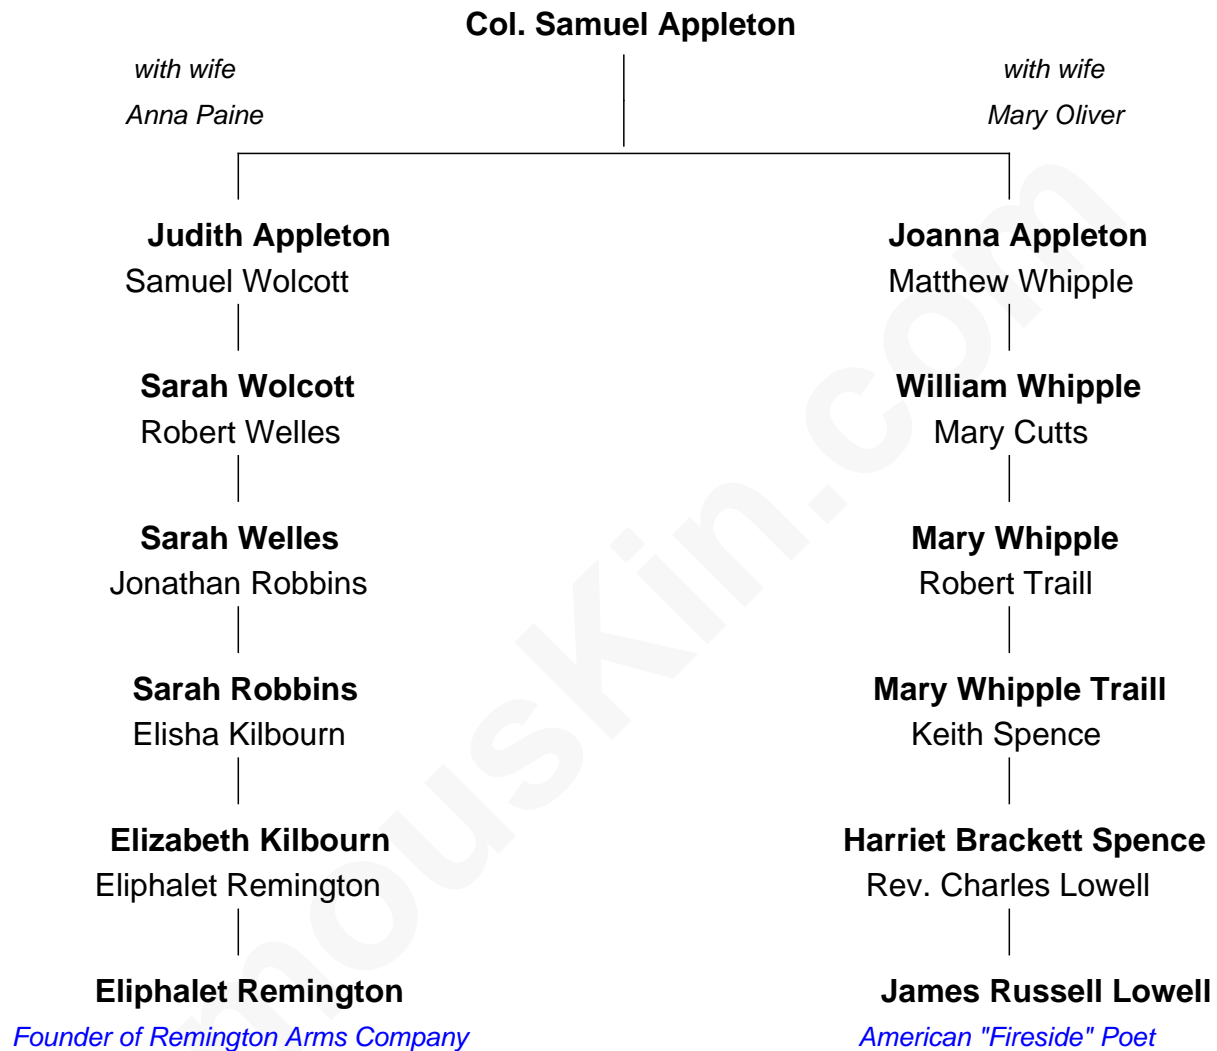 Col. Samuel Appleton
with wife
Anna Paine
with wife
Mary Oliver
Judith Appleton
Samuel Wolcott
Joanna Appleton
Matthew Whipple
Sarah Wolcott
Robert Welles
William Whipple
Mary Cutts
Sarah Welles
Jonathan Robbins
Mary Whipple
Robert Traill
Sarah Robbins
Elisha Kilbourn
Mary Whipple Traill
Keith Spence
Elizabeth Kilbourn
Eliphalet Remington
Harriet Brackett Spence
Rev. Charles Lowell
Eliphalet Remington
Founder of Remington Arms Company
James Russell Lowell
American "Fireside" Poet
mousKin.com